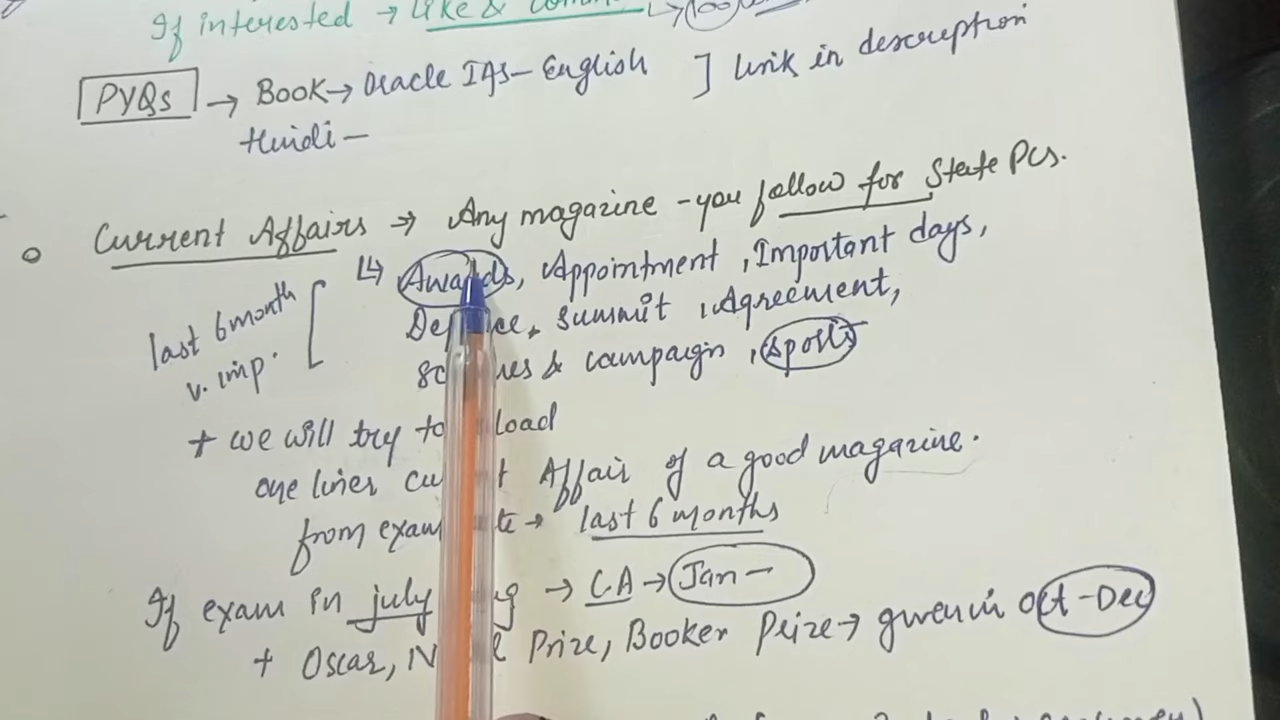 If interested → Like &
PYQs → Book → Oracle IAS - English ] link in description
Hindi -
Current Affairs → Any magazine - you follow for State PCS.
last 6 month v. imp. [ ↳ Awards, Appointment, Important days,
Summit, Agreement,
& campaign, sports
+ we will try to load
one liner Affair of a good magazine.
from exam → last 6 months
If exam in july → CA → Jan -
+ Oscar, Prize, Booker Prize → given in Oct-Dec